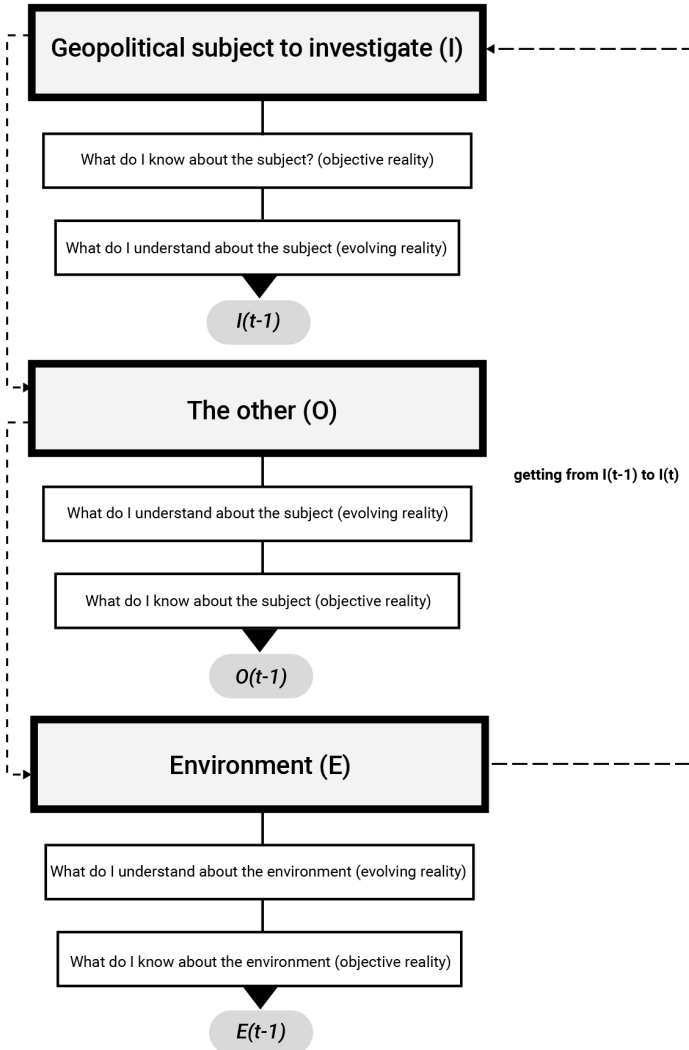 Geopolitical subject to investigate (I)
What do I know about the subject? (objective reality)
What do I understand about the subject (evolving reality)
I(t-1)
The other (O)
getting from I(t-1) to I(t)
What do I understand about the subject (evolving reality)
What do I know about the subject (objective reality)
O(t-1)
Environment (E)
What do I understand about the environment (evolving reality)
What do I know about the environment (objective reality)
E(t-1)